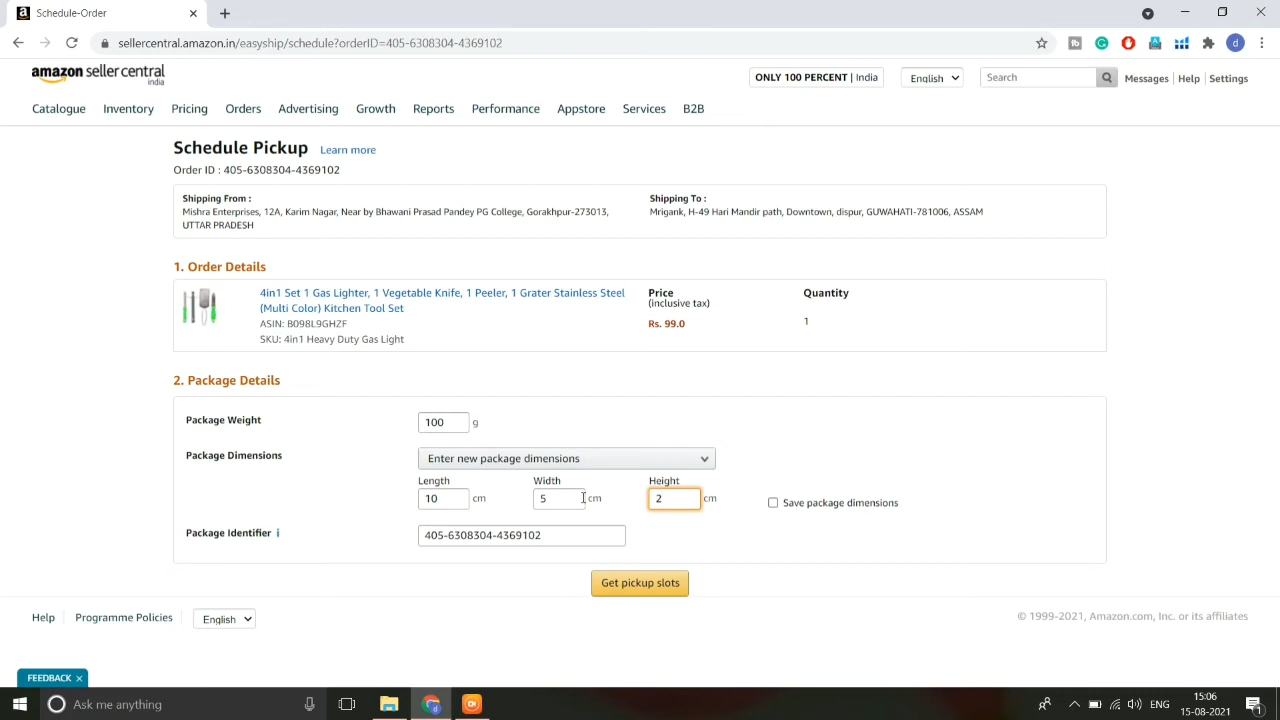 Schedule-Order
sellercentral.amazon.in/easyship/schedule?orderID=405-6308304-4369102
amazon seller central
india
ONLY 100 PERCENT | India
English
Search
Messages
Help
Settings
Catalogue
Inventory
Pricing
Orders
Advertising
Growth
Reports
Performance
Appstore
Services
B2B
Schedule Pickup
Learn more
Order ID : 405-6308304-4369102
Shipping From :
Mishra Enterprises, 12A, Karim Nagar, Near by Bhawani Prasad Pandey PG College, Gorakhpur-273013,
UTTAR PRADESH
Shipping To :
Mrigank, H-49 Hari Mandir path, Downtown, dispur, GUWAHATI-781006, ASSAM
1. Order Details
4in1 Set 1 Gas Lighter, 1 Vegetable Knife, 1 Peeler, 1 Grater Stainless Steel
(Multi Color) Kitchen Tool Set
ASIN: B098L9GHZF
SKU: 4in1 Heavy Duty Gas Light
Price
(inclusive tax)
Rs. 99.0
Quantity
1
2. Package Details
Package Weight
100 g
Package Dimensions
Enter new package dimensions
Length
Width
Height
10 cm
5 cm
2 cm
Save package dimensions
Package Identifier
405-6308304-4369102
Get pickup slots
Help
Programme Policies
English
© 1999-2021, Amazon.com, Inc. or its affiliates
FEEDBACK
Ask me anything
ENG
15:06
15-08-2021